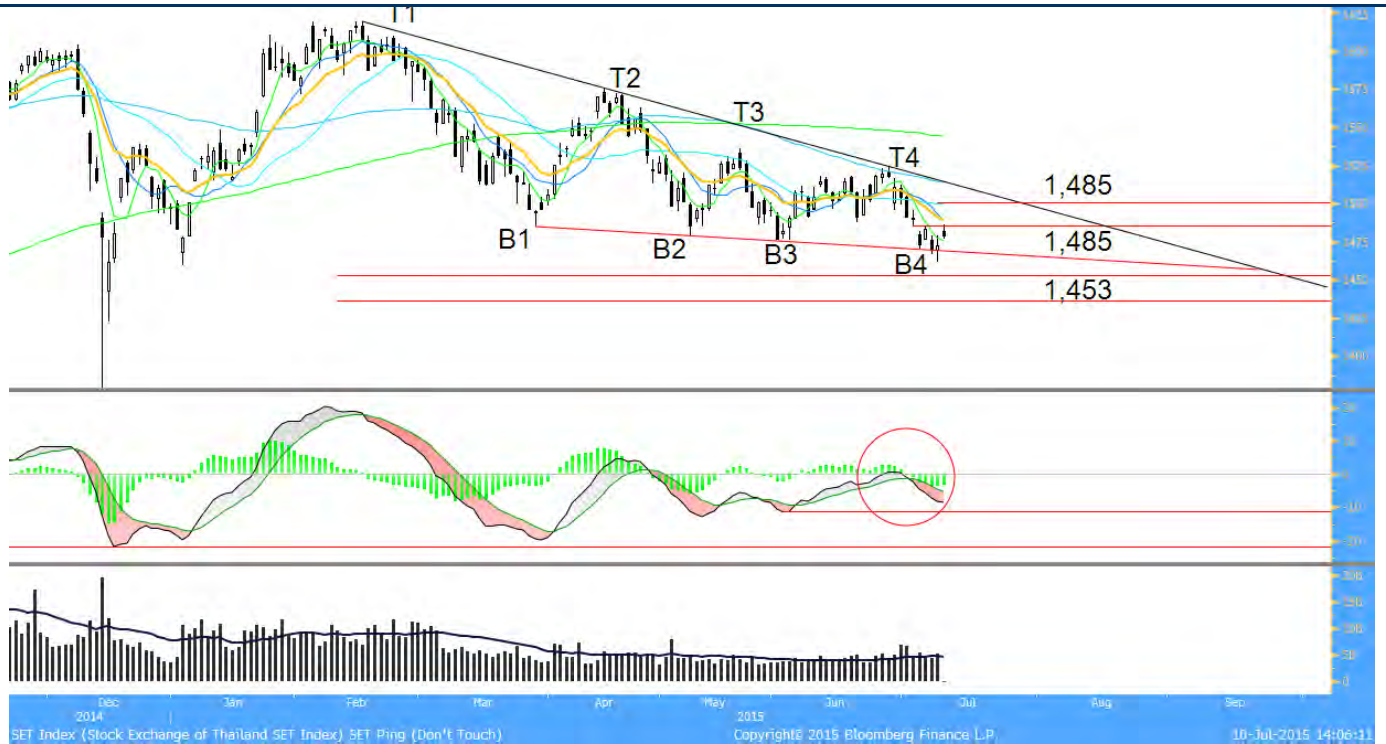 T1
T2
T3
T4
1,485
1,485
1,453
B1
B2
B3
B4
1475
Dec
Jan
Feb
Mar
Apr
May
Jun
Jul
Aug
Sep
2014
2015
SET Index (Stock Exchange of Thailand SET Index) SET Ping (Don't Touch)
Copyright© 2015 Bloomberg Finance L.P.
10-Jul-2015 14:06:11